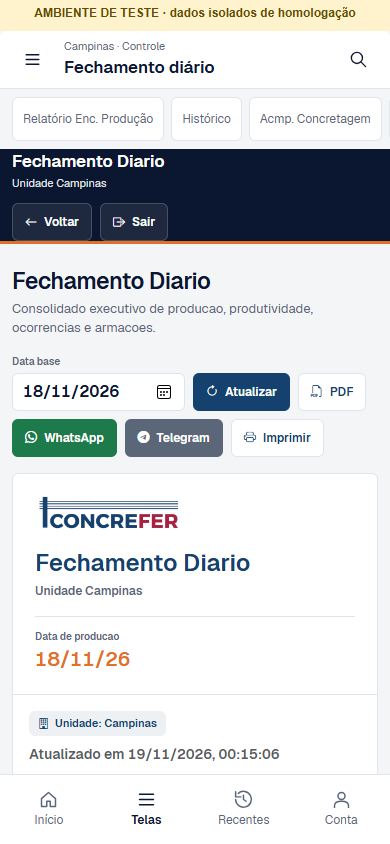 AMBIENTE DE TESTE · dados isolados de homologação
Campinas · Controle
Fechamento diário
Relatório Enc. Produção
Histórico
Acmp. Concretagem
Fechamento Diario
Unidade Campinas
Voltar
Sair
Fechamento Diario
Consolidado executivo de producao, produtividade,
ocorrencias e armacoes.
Data base
18/11/2026
Atualizar
PDF
WhatsApp
Telegram
Imprimir
CONCREFER
Fechamento Diario
Unidade Campinas
Data de producao
18/11/26
Unidade: Campinas
Atualizado em 19/11/2026, 00:15:06
Início
Telas
Recentes
Conta